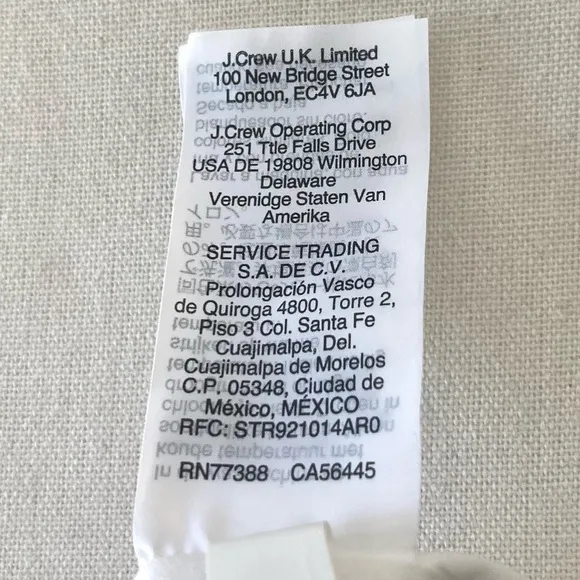 J.Crew U.K. Limited
100 New Bridge Street
London, EC4V 6JA
J.Crew Operating Corp
251 Ttle Falls Drive
USA DE 19808 Wilmington
Delaware
Verenidge Staten Van
Amerika
SERVICE TRADING
S.A. DE C.V.
Prolongación Vasco
de Quiroga 4800, Torre 2,
Piso 3 Col. Santa Fe
Cuajimalpa, Del.
Cuajimalpa de Morelos
C.P. 05348, Ciudad de
México, MÉXICO
RFC: STR921014AR0
RN77388 CA56445